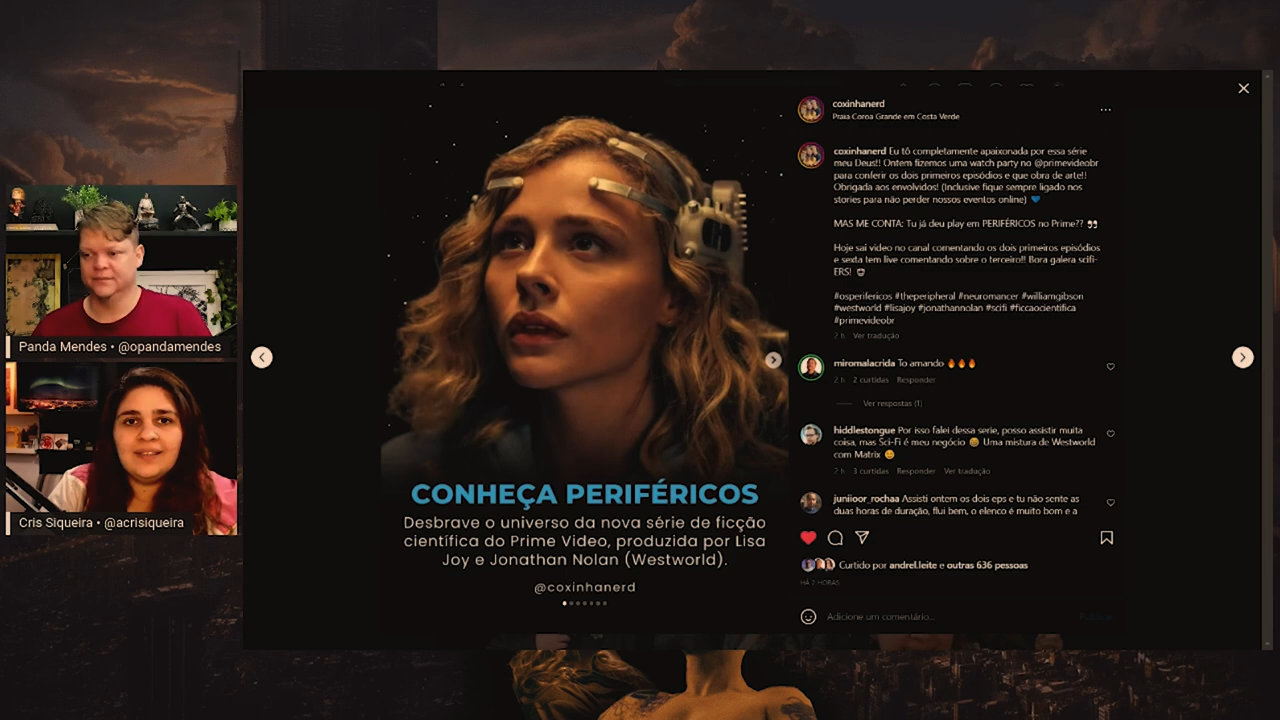 Panda Mendes • @opandamendes
Cris Siqueira • @acrisiqueira
CONHEÇA PERIFÉRICOS
Desbrave o universo da nova série de ficção
científica do Prime Video, produzida por Lisa
Joy e Jonathan Nolan (Westworld).
@coxinhanerd
coxinhanerd
Praia Coroa Grande em Costa Verde
coxinhanerd Eu tô completamente apaixonada por essa série
meu Deus!! Ontem fizemos uma watch party no @primevideobr
para conferir os dois primeiros episódios e que obra de arte!!
Obrigada aos envolvidos! (Inclusive fique sempre ligado nos
stories para não perder nossos eventos online) 💙
MAS ME CONTA: Tu já deu play em PERIFÉRICOS no Prime?? 👀
Hoje sai video no canal comentando os dois primeiros episódios
e sexta tem live comentando sobre o terceiro!! Bora galera scifi-
ERS!
#osperifericos #theperipheral #neuromancer #williamgibson
#westworld #lisajoy #jonathannolan #scifi #ficcaocientifica
#primevideobr
2 h Ver tradução
miromalacrida To amando 🔥🔥🔥
2 h 2 curtidas Responder
Ver respostas (1)
hiddlestongue Por isso falei dessa serie, posso assistir muita
coisa, mas Sci-Fi é meu negócio Uma mistura de Westworld
com Matrix
2 h 3 curtidas Responder Ver tradução
juniioor_rochaa Assisti ontem os dois eps e tu não sente as
duas horas de duração, flui bem, o elenco é muito bom e a
Curtido por andrel.leite e outras 636 pessoas
HÁ 2 HORAS
Adicione um comentário...
Publicar